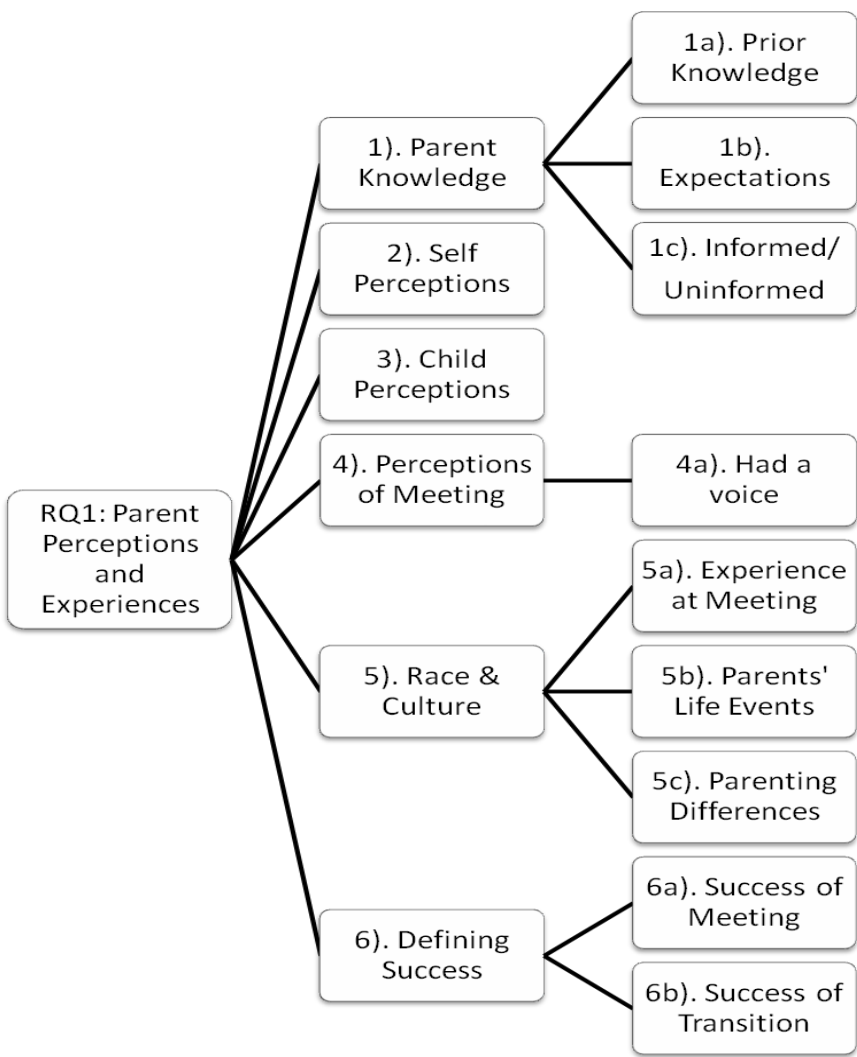 RQ1: Parent
Perceptions
and
Experiences
1). Parent
Knowledge
1a). Prior
Knowledge
1b).
Expectations
1c). Informed/
Uninformed
2). Self
Perceptions
3). Child
Perceptions
4). Perceptions
of Meeting
4a). Had a
voice
5). Race &
Culture
5a). Experience
at Meeting
5b). Parents'
Life Events
5c). Parenting
Differences
6). Defining
Success
6a). Success of
Meeting
6b). Success of
Transition